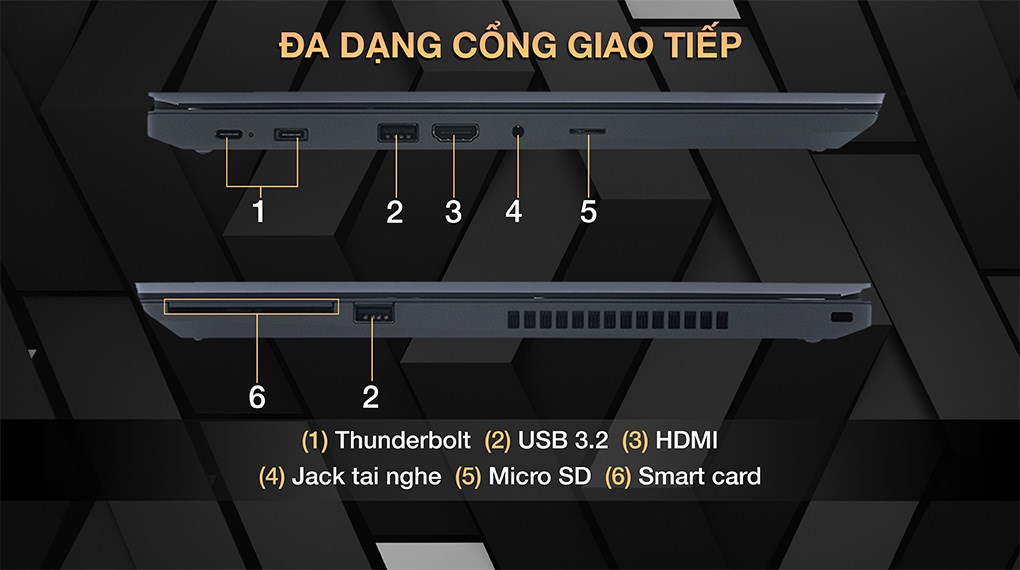 ĐA DẠNG CỔNG GIAO TIẾP
1 2 3 4 5
6 2
(1) Thunderbolt (2) USB 3.2 (3) HDMI
(4) Jack tai nghe (5) Micro SD (6) Smart card